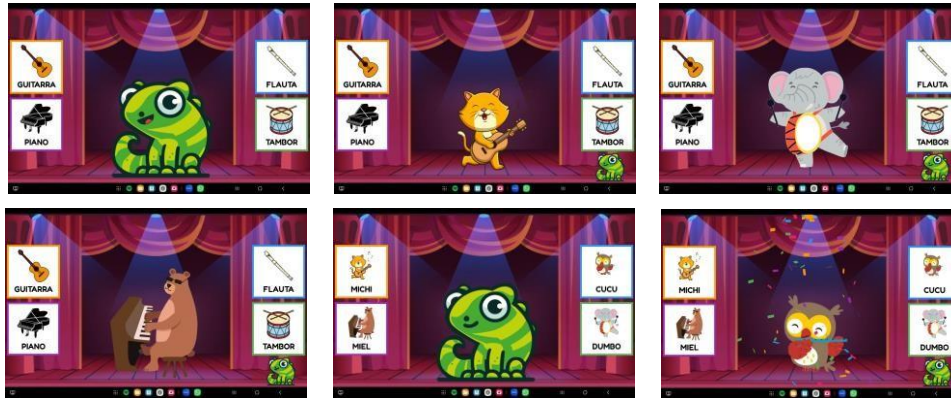 GUITARRA
FLAUTA
PIANO
TAMBOR
GUITARRA
FLAUTA
PIANO
TAMBOR
GUITARRA
FLAUTA
PIANO
TAMBOR
GUITARRA
FLAUTA
PIANO
TAMBOR
MICHI
CUCU
MIEL
DUMBO
MICHI
CUCU
MIEL
DUMBO